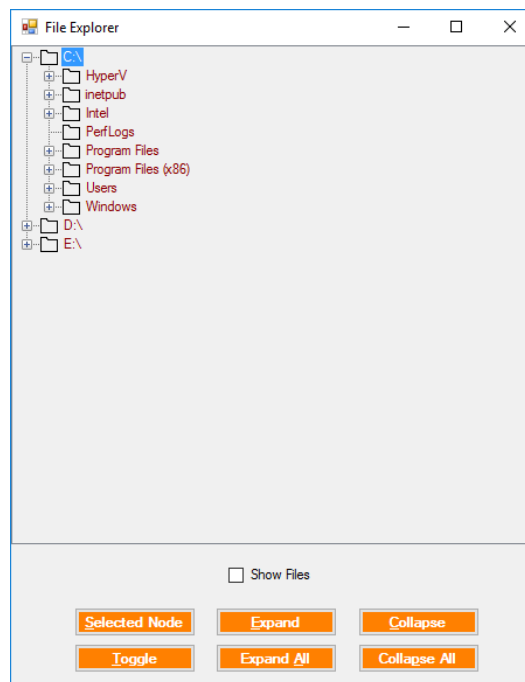 File Explorer
C:\
HyperV
inetpub
Intel
PerfLogs
Program Files
Program Files (x86)
Users
Windows
D:\
E:\
Show Files
Selected Node Expand Collapse
Toggle Expand All Collapse All